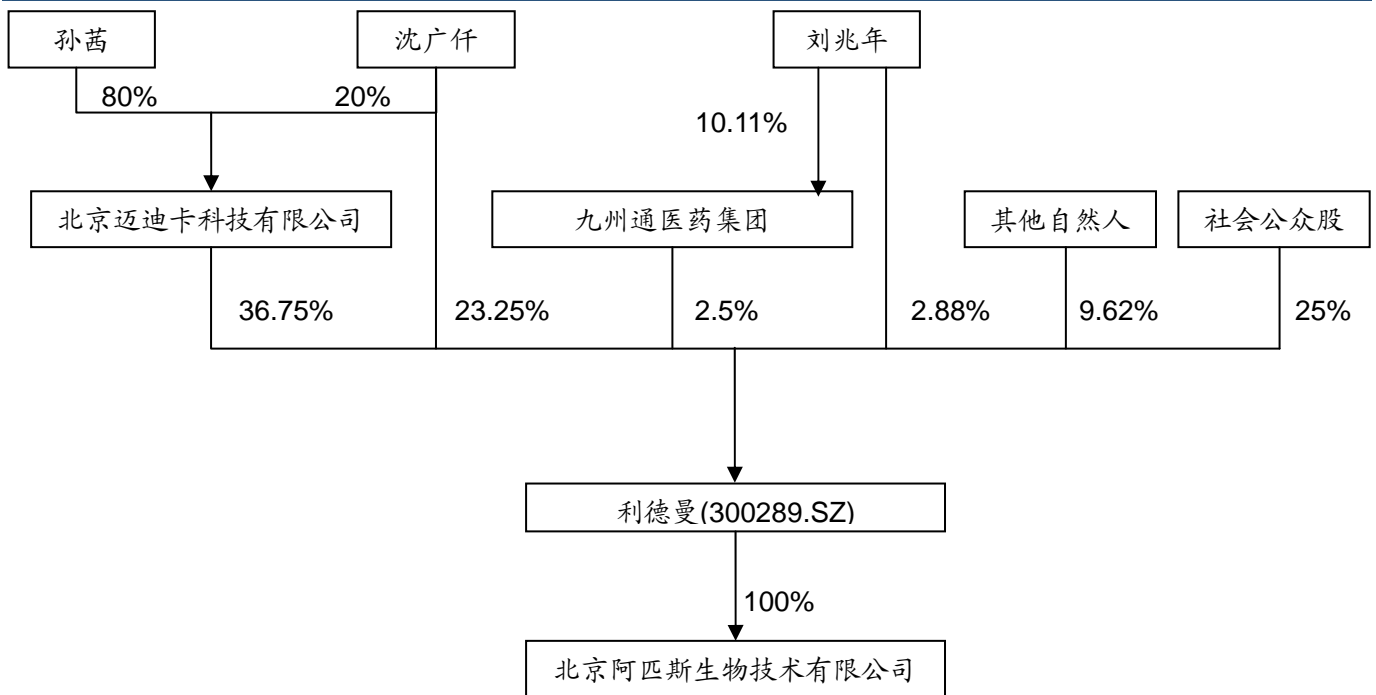 孙茜
沈广仟
刘兆年
80%
20%
10.11%
北京迈迪卡科技有限公司
九州通医药集团
其他自然人
社会公众股
36.75%
23.25%
2.5%
2.88%
9.62%
25%
利德曼(300289.SZ)
100%
北京阿匹斯生物技术有限公司